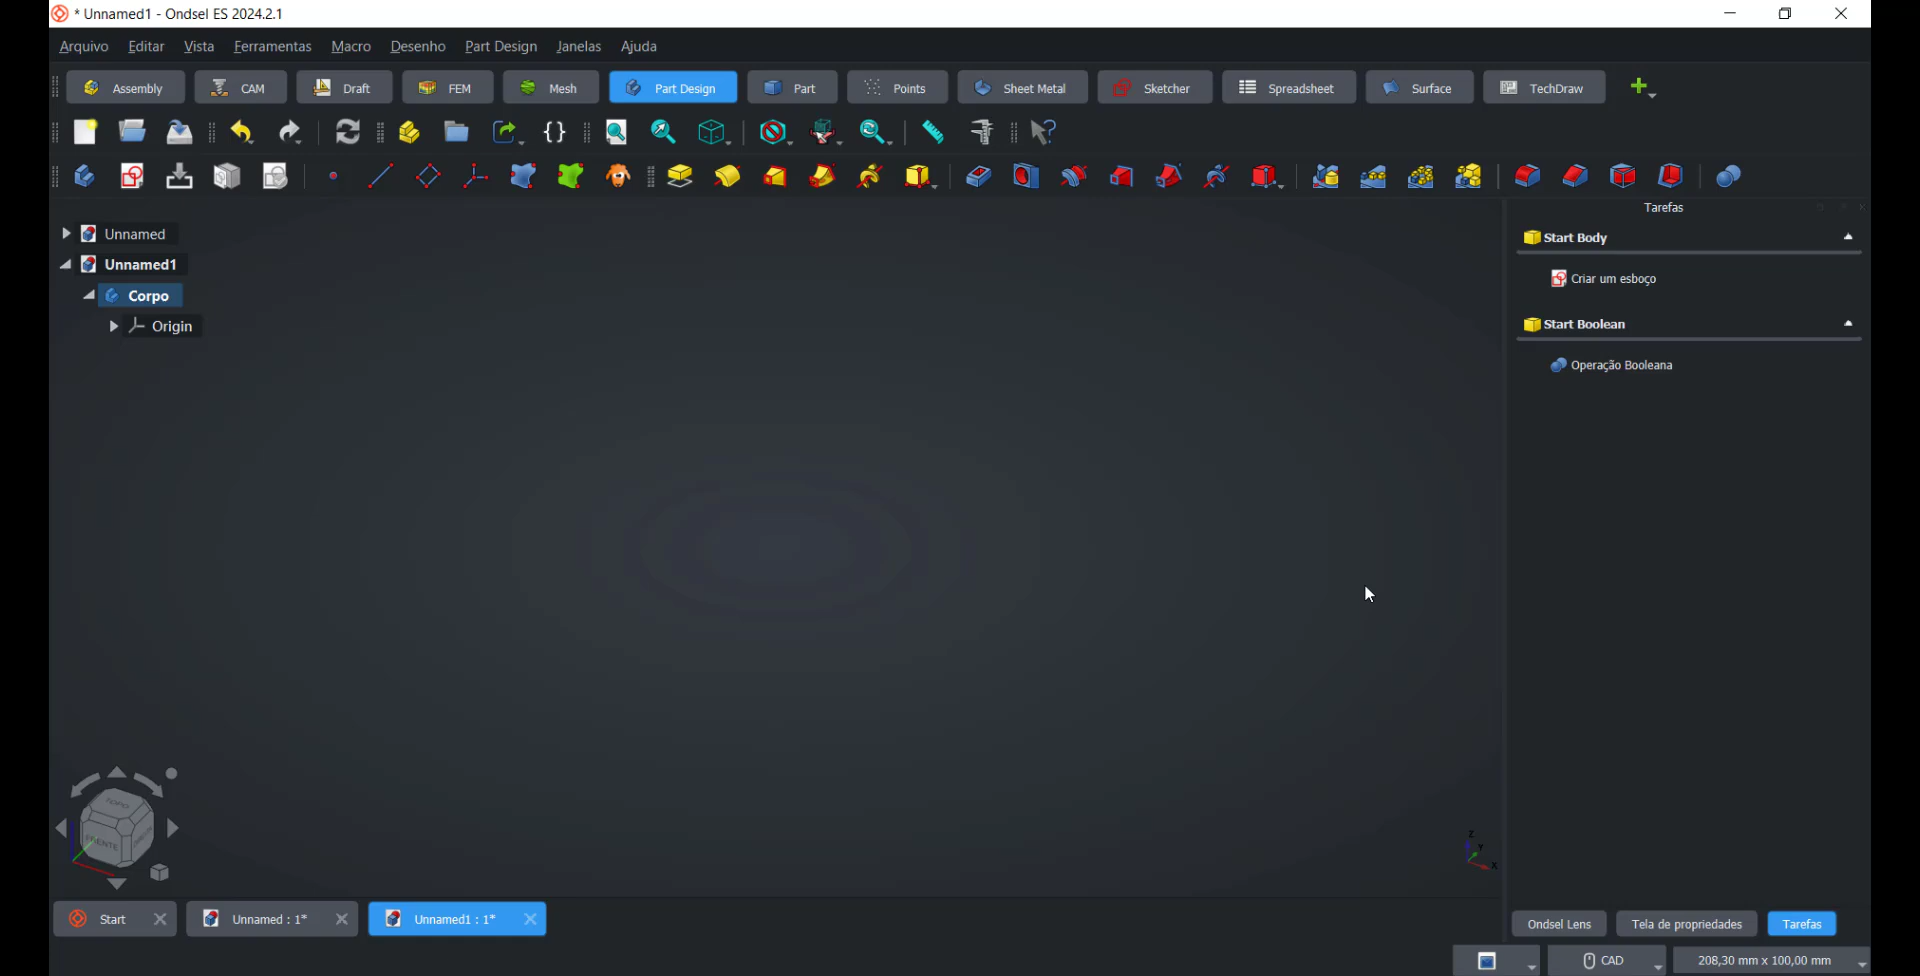 * Unnamed1 - Ondsel ES 2024.2.1
Arquivo Editar Vista Ferramentas Macro Desenho Part Design Janelas Ajuda
Assembly CAM Draft FEM Mesh Part Design Part Points Sheet Metal Sketcher Spreadsheet Surface TechDraw
Tarefas
Unnamed
Unnamed1
Corpo
Origin
Start Body
Criar um esboço
Start Boolean
Operação Booleana
TOPO
FRENTE
Z
Y
X
Start Unnamed : 1* Unnamed1 : 1*
Ondsel Lens Tela de propriedades Tarefas
CAD 208,30 mm x 100,00 mm